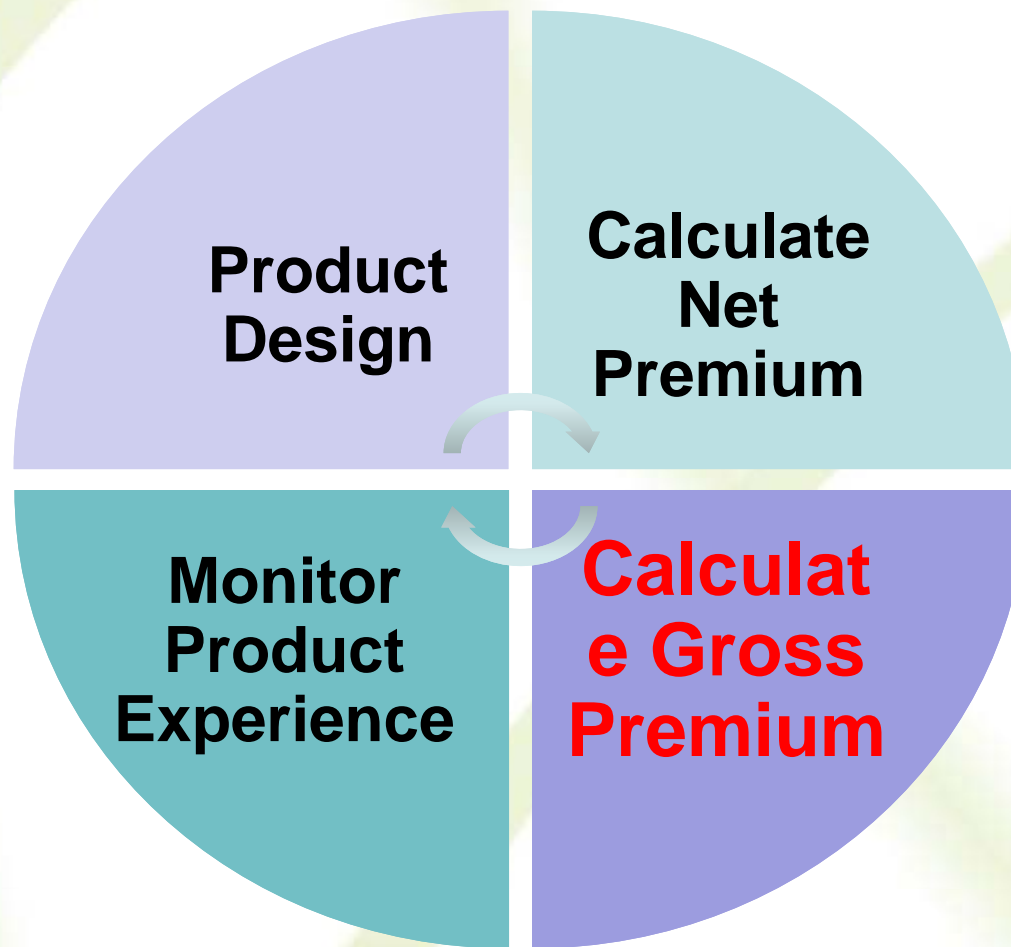 Product
Design
Calculate
Net
Premium
Monitor
Product
Experience
Calculat
e Gross
Premium